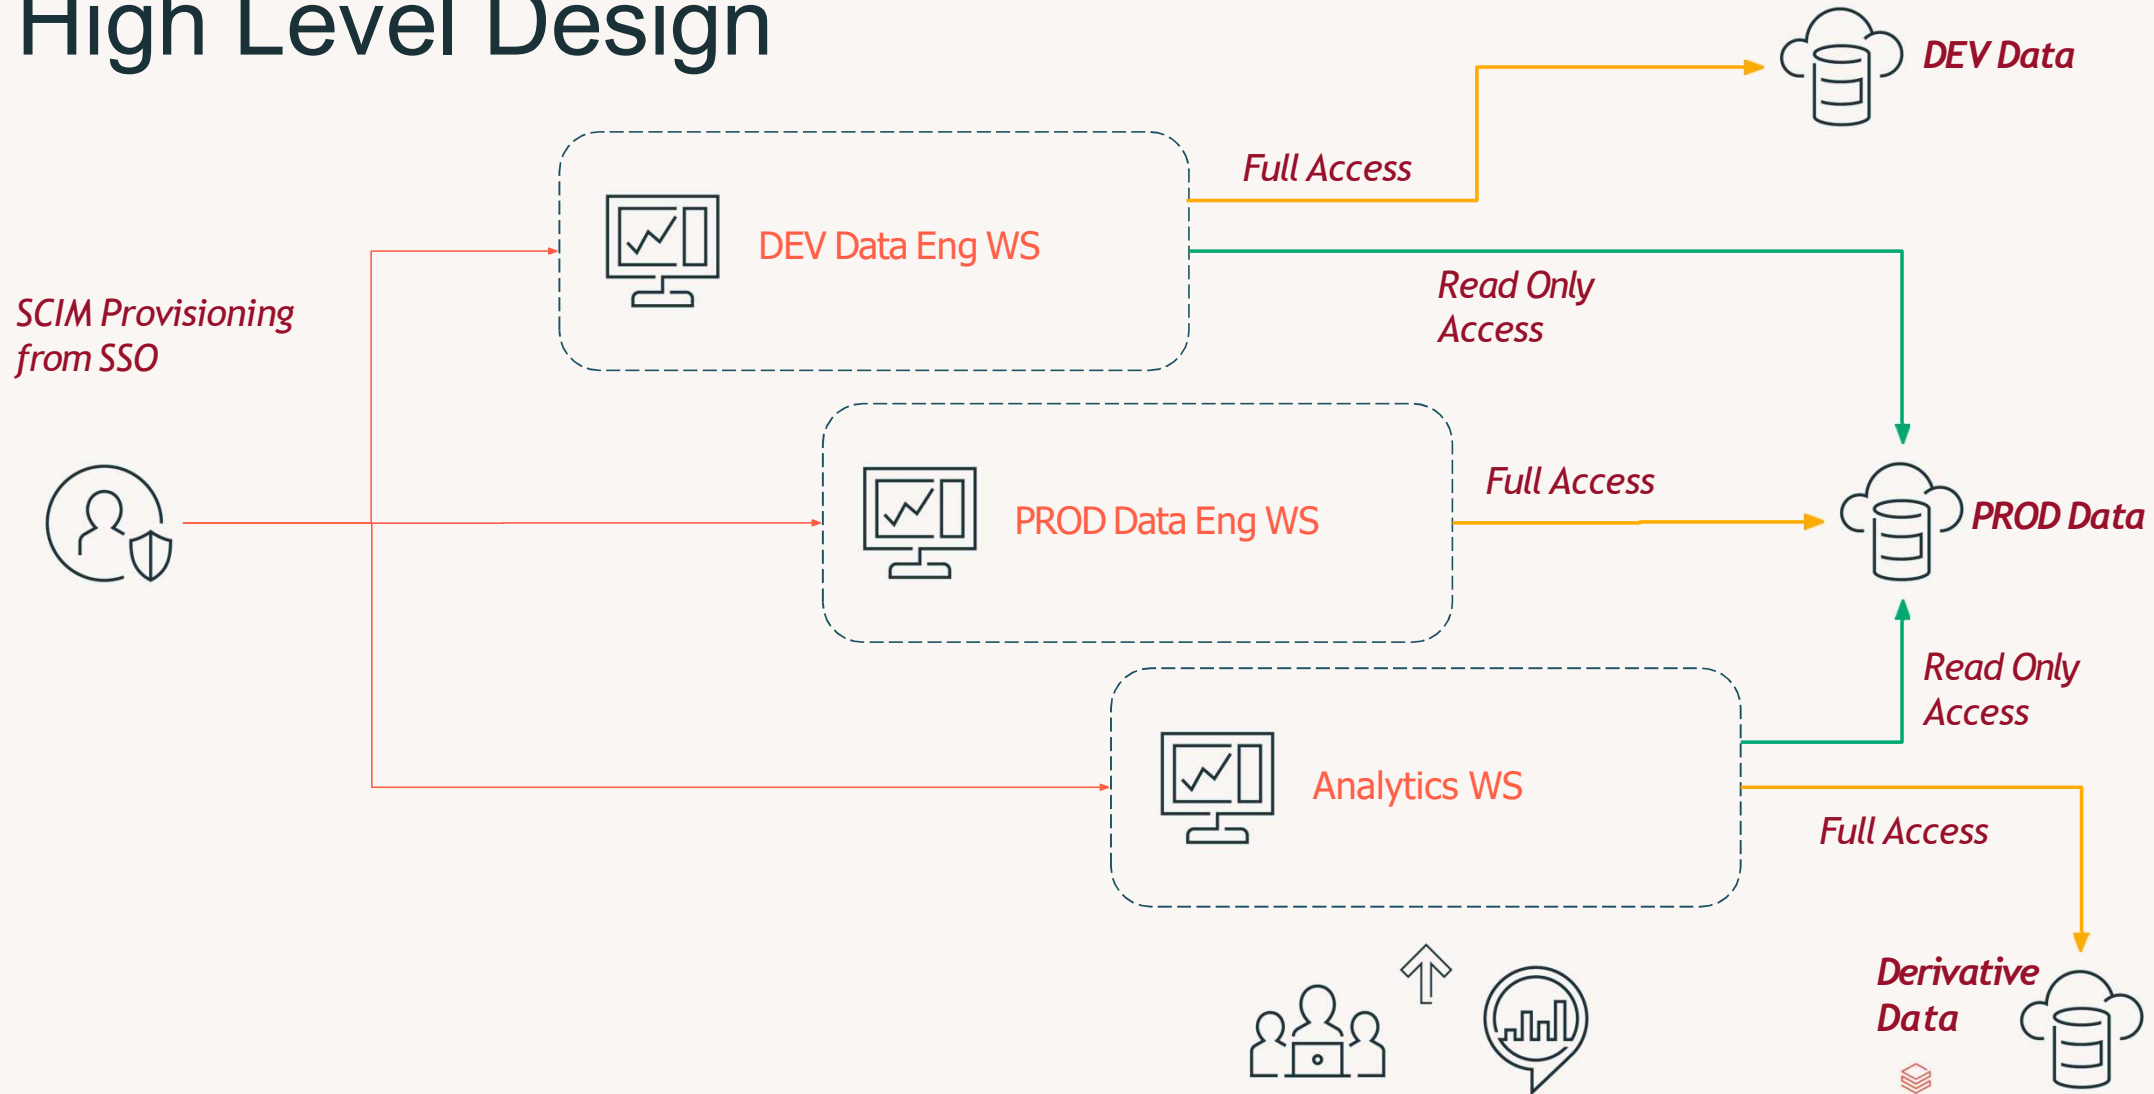 High Level Design
DEV Data
Full Access
DEV Data Eng WS
Read Only
Access
SCIM Provisioning
from SSO
Full Access
PROD Data Eng WS
PROD Data
Read Only
Access
Analytics WS
Full Access
Derivative
Data